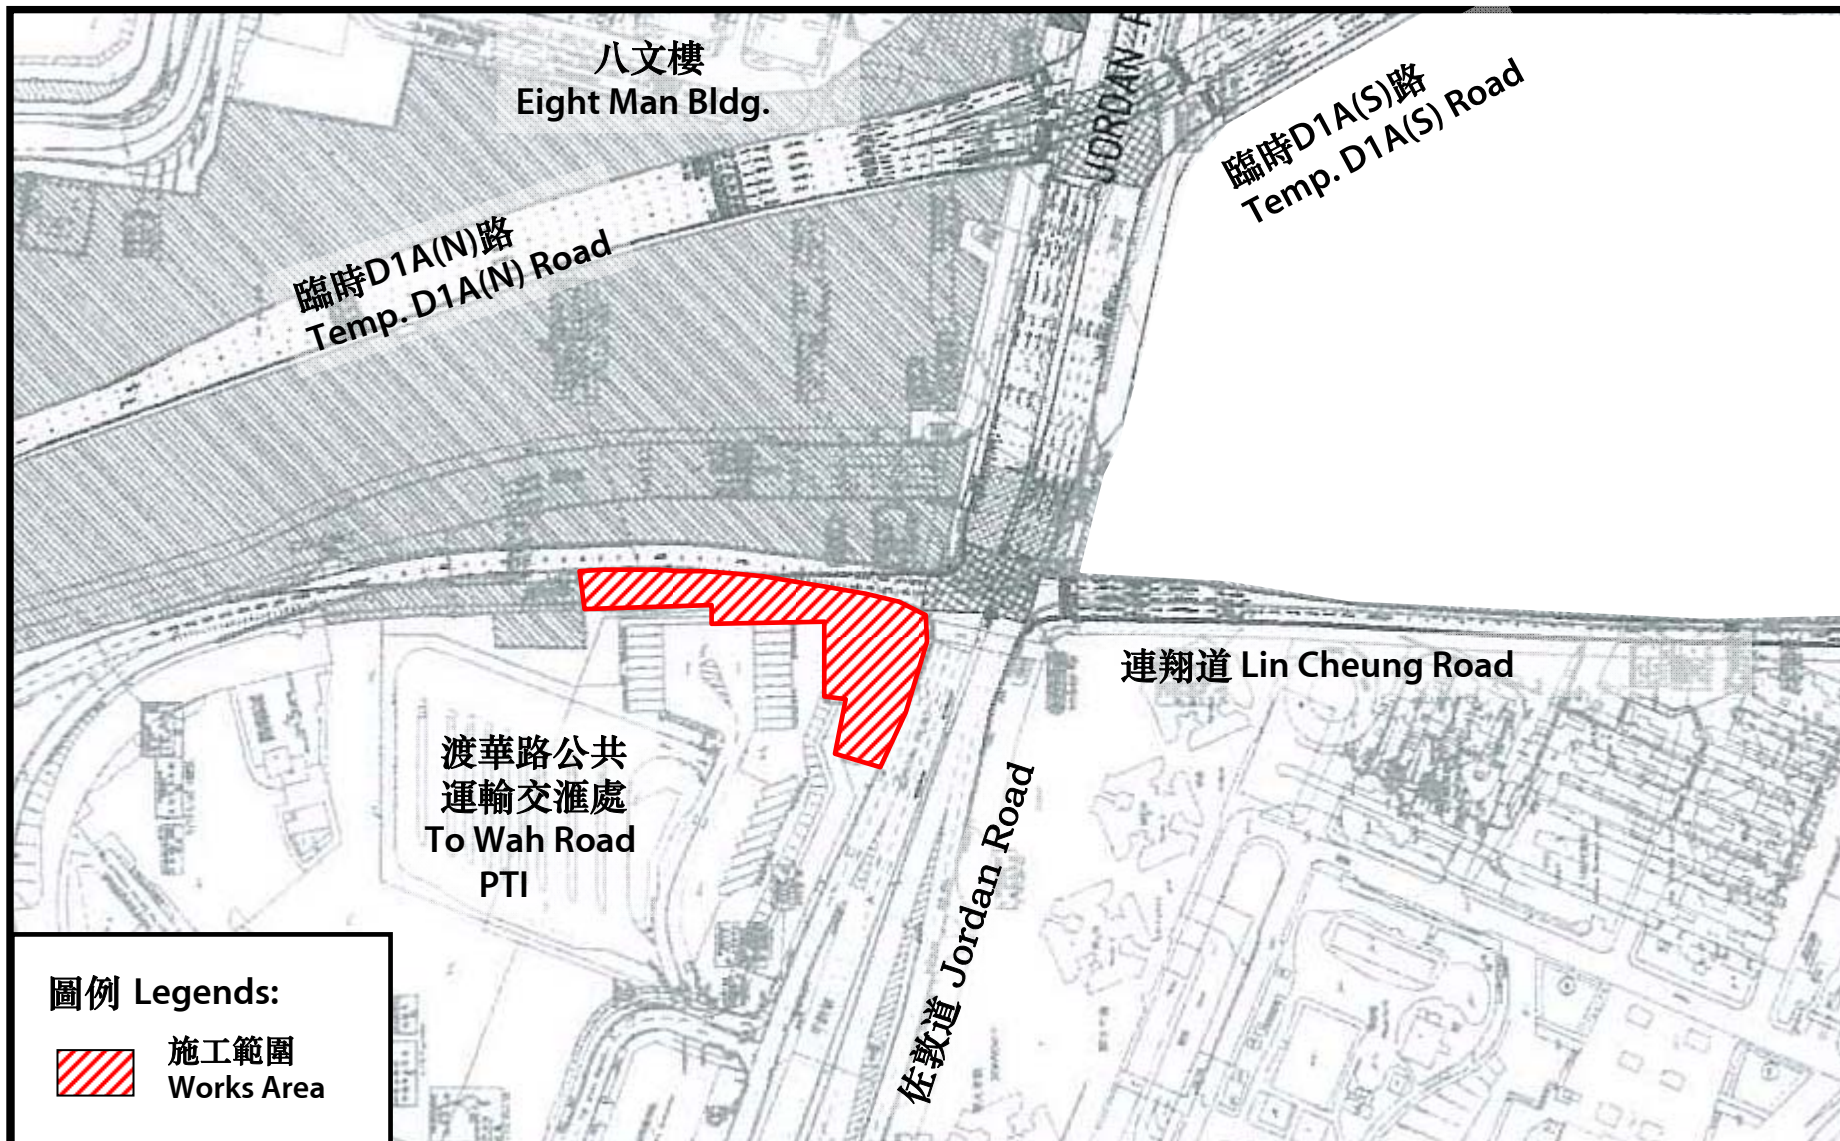 八文樓
Eight Man Bldg.
JORDAN
臨時D1A(S)路
Temp. D1A(S) Road
臨時D1A(N)路
Temp. D1A(N) Road
連翔道 Lin Cheung Road
渡華路公共
運輸交滙處
To Wah Road
PTI
佐敦道 Jordan Road
圖例 Legends:
施工範圍
Works Area